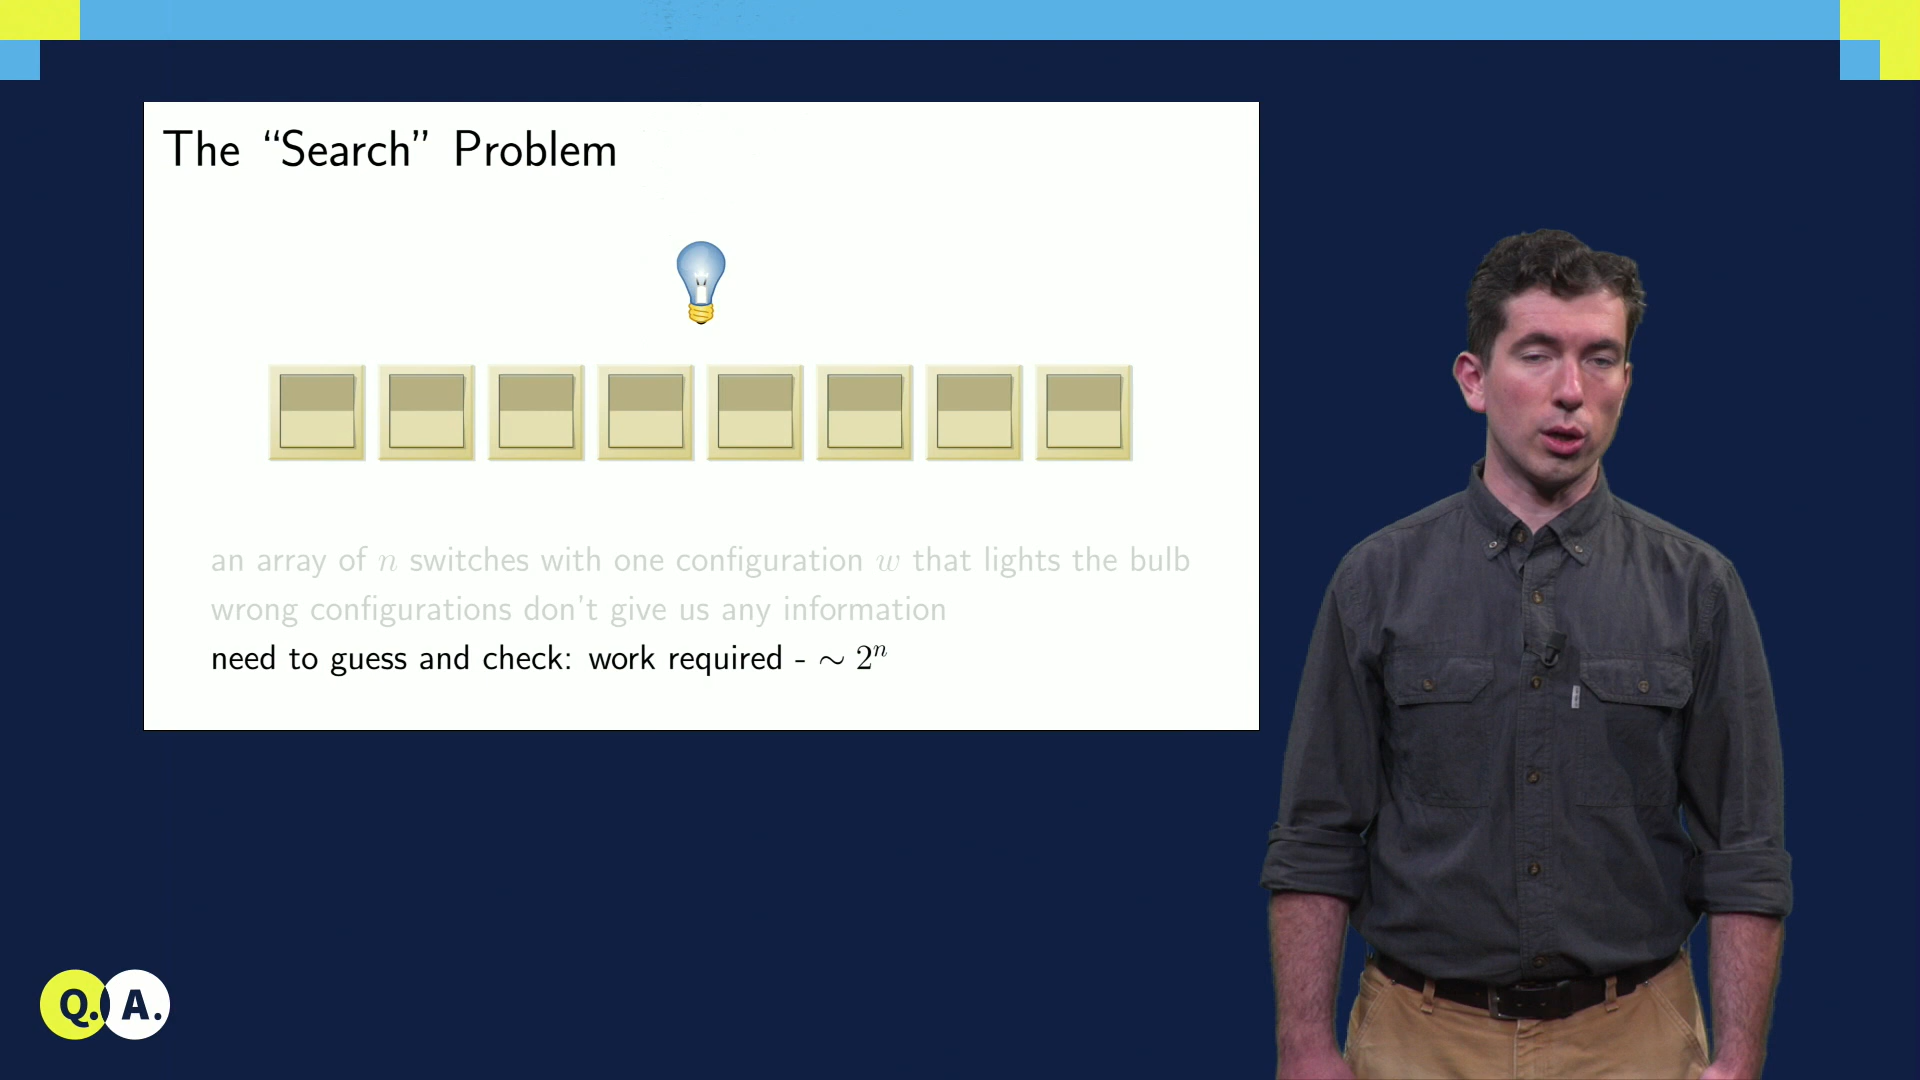 The “Search” Problem
an array of n switches with one configuration w that lights the bulb
wrong configurations don't give us any information
need to guess and check: work required - ∼ 2ⁿ
Q. A.